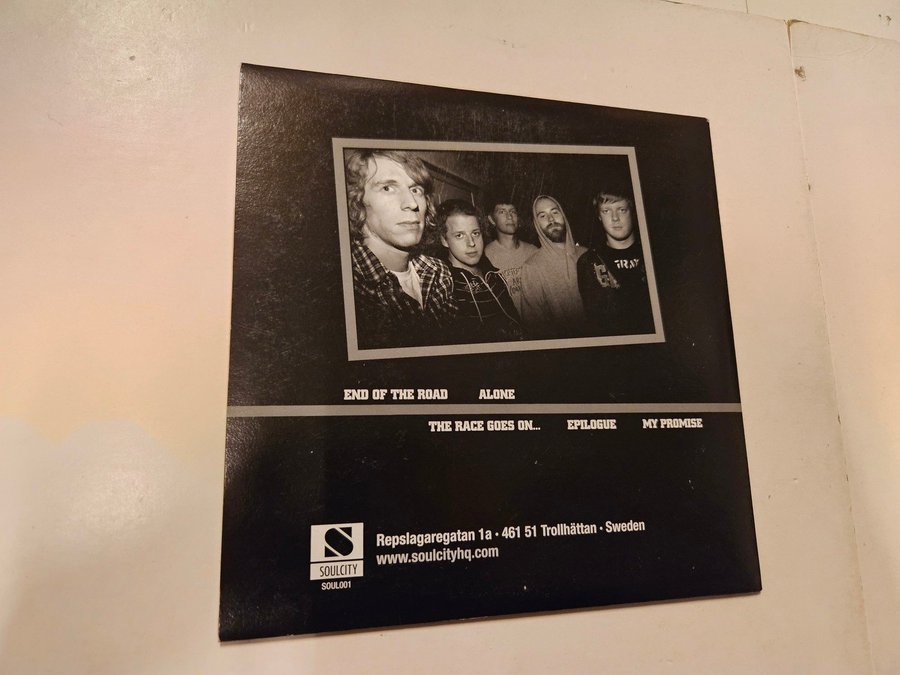 END OF THE ROAD ALONE
THE RACE GOES ON... EPILOGUE MY PROMISE
S
SOULCITY
SOUL001
Repslagaregatan 1a · 461 51 Trollhättan · Sweden
www.soulcityhq.com